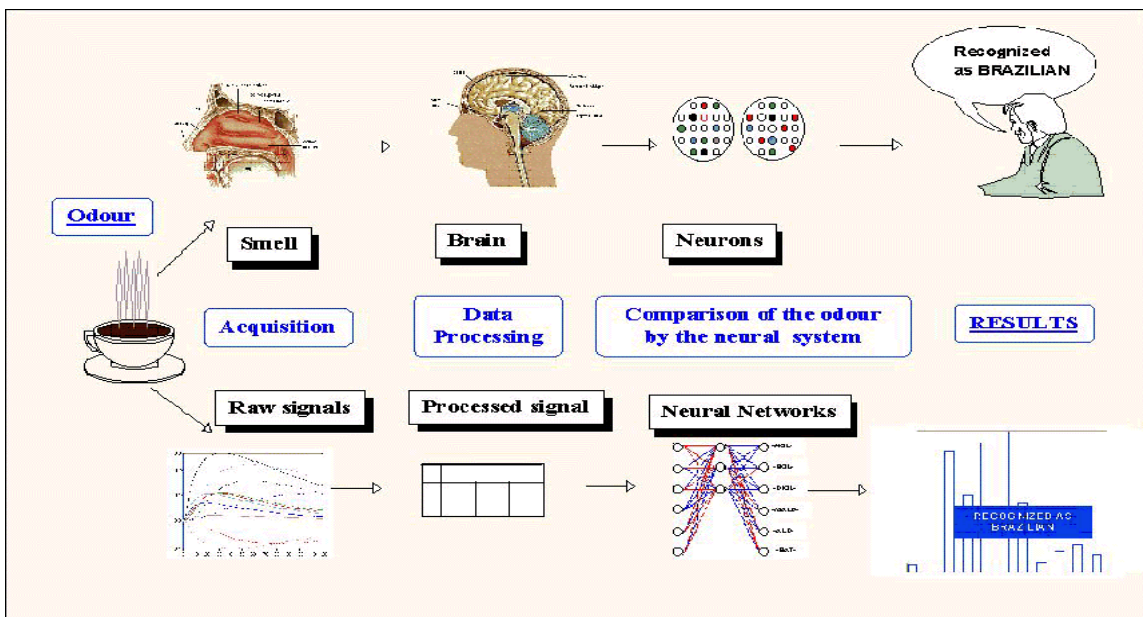 Recognized
as BRAZILIAN
Odour
Smell
Brain
Neurons
Acquisition
Data
Processing
Comparison of the odour
by the neural system
RESULTS
Raw signals
Processed signal
Neural Networks
RECOGNIZED AS
BRAZILIAN